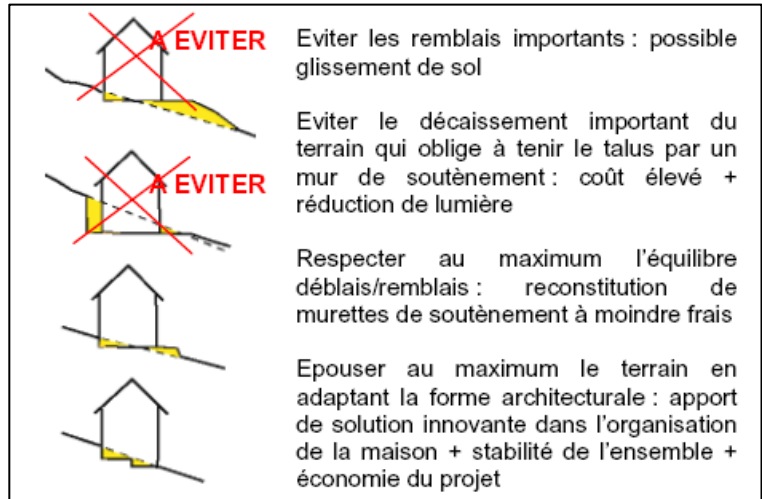 A EVITER
Eviter les remblais importants : possible
glissement de sol
Eviter le décaissement important du
terrain qui oblige à tenir le talus par un
mur de soutènement : coût élevé +
réduction de lumière
A EVITER
Respecter au maximum l'équilibre
déblais/remblais : reconstitution de
murettes de soutènement à moindre frais
Epouser au maximum le terrain en
adaptant la forme architecturale : apport
de solution innovante dans l'organisation
de la maison + stabilité de l'ensemble +
économie du projet